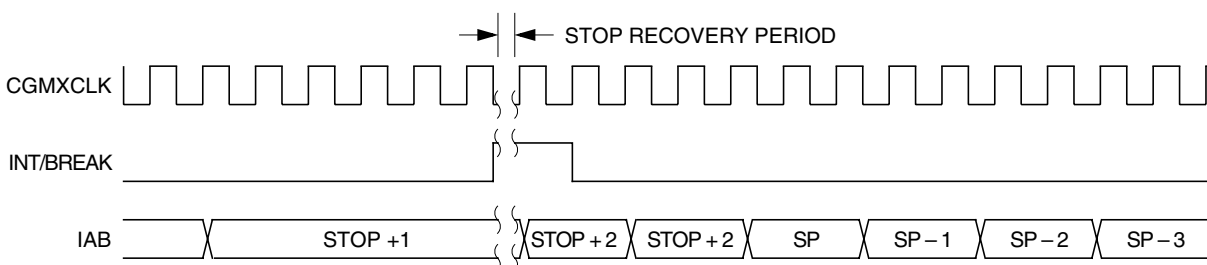 STOP RECOVERY PERIOD
CGMXCLK
INT/BREAK
IAB STOP +1 STOP + 2 STOP + 2 SP SP – 1 SP – 2 SP – 3